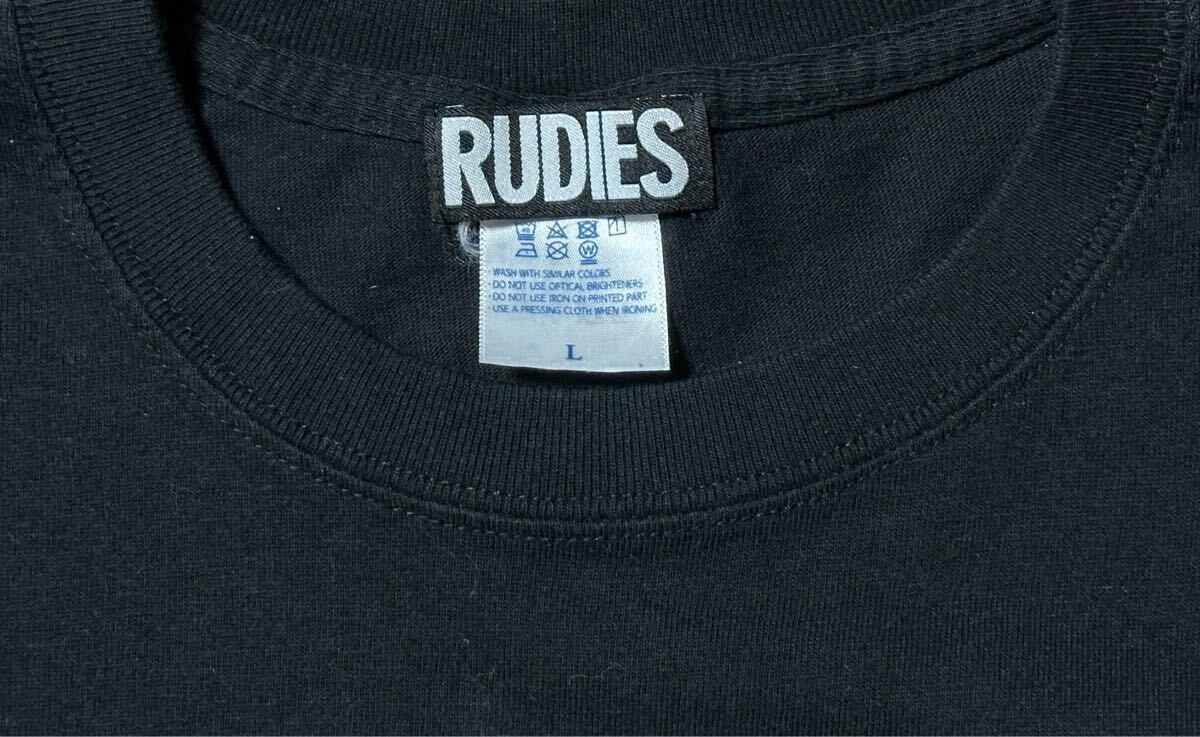 RUDIES
40
W
· WASH WITH SIMILAR COLORS
· DO NOT USE OPTICAL BRIGHTENERS
· DO NOT USE IRON ON PRINTED PART
· USE A PRESSING CLOTH WHEN IRONING
L